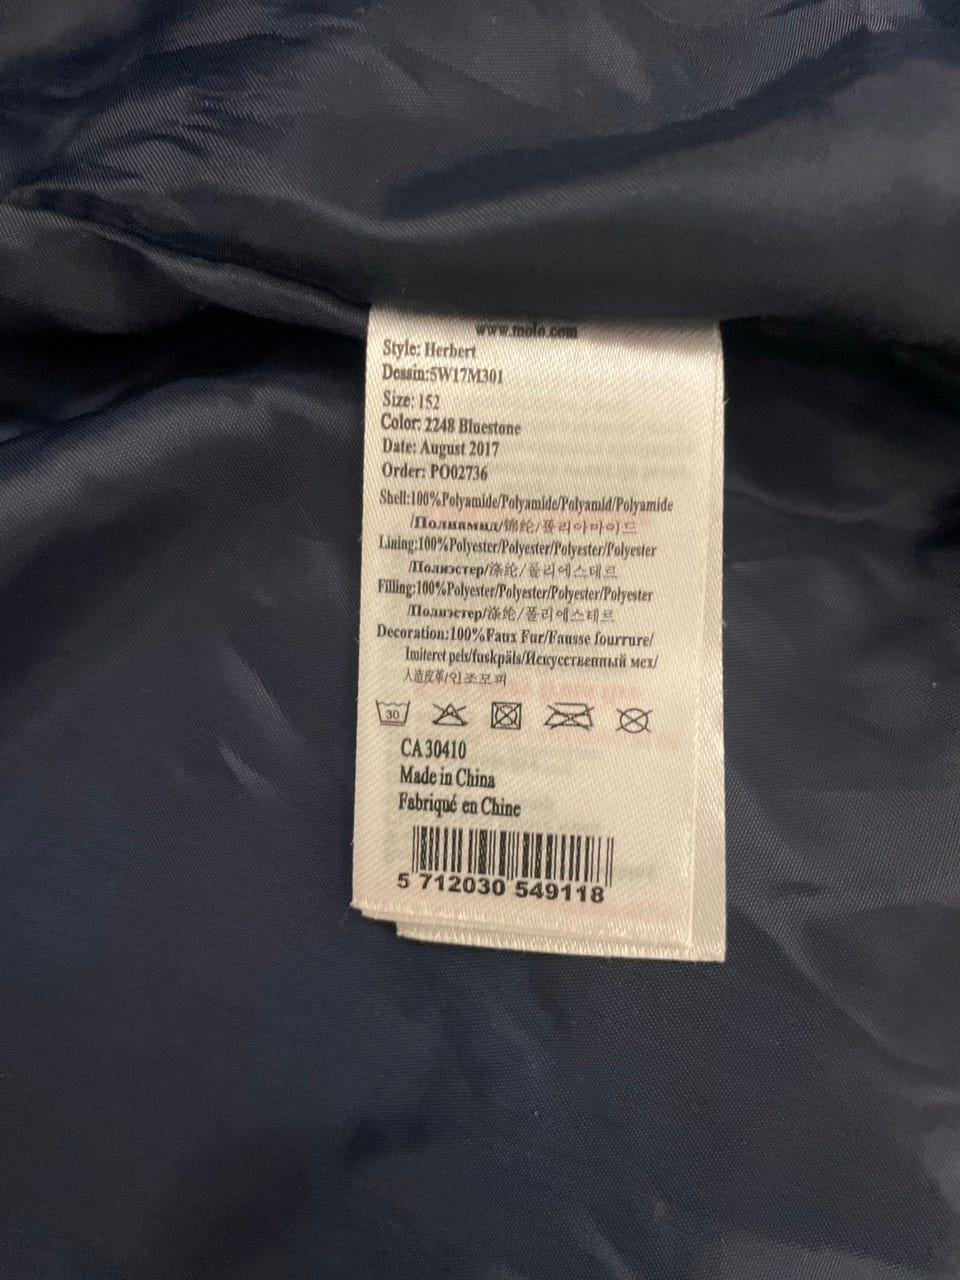 www.molo.com
Style: Herbert
Dessin:5W17M301
Size: 152
Color: 2248 Bluestone
Date: August 2017
Order: PO02736
Shell:100%Polyamide/Polyamide/Polyamid/Polyamide
/Полиамид/锦纶/폴리아마이드
Lining:100%Polyester/Polyester/Polyester/Polyester
/Полиэстер/涤纶/폴리에스테르
Filling:100%Polyester/Polyester/Polyester/Polyester
/Полиэстер/涤纶/폴리에스테르
Decoration:100%Faux Fur/Fausse fourrure/
Imiteret pels/fuskpäls/Искусственный мех/
人造皮革/인조모피
30
CA 30410
Made in China
Fabriqué en Chine
5 712030 549118